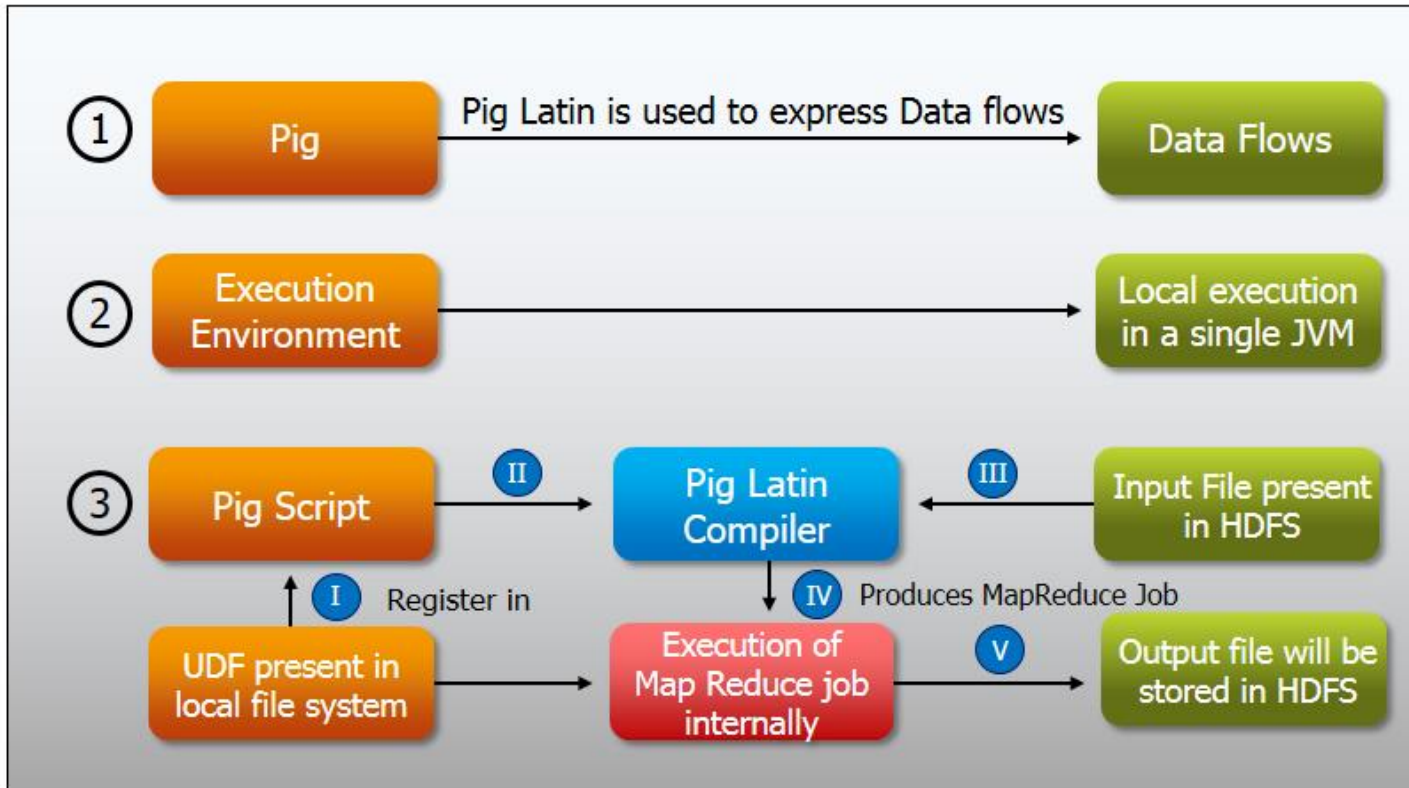 1
Pig
Pig Latin is used to express Data flows
Data Flows
2
Execution
Environment
Local execution
in a single JVM
3
Pig Script
II
Pig Latin
Compiler
III
Input File present
in HDFS
I
Register in
IV
Produces MapReduce Job
UDF present in
local file system
Execution of
Map Reduce job
internally
V
Output file will be
stored in HDFS